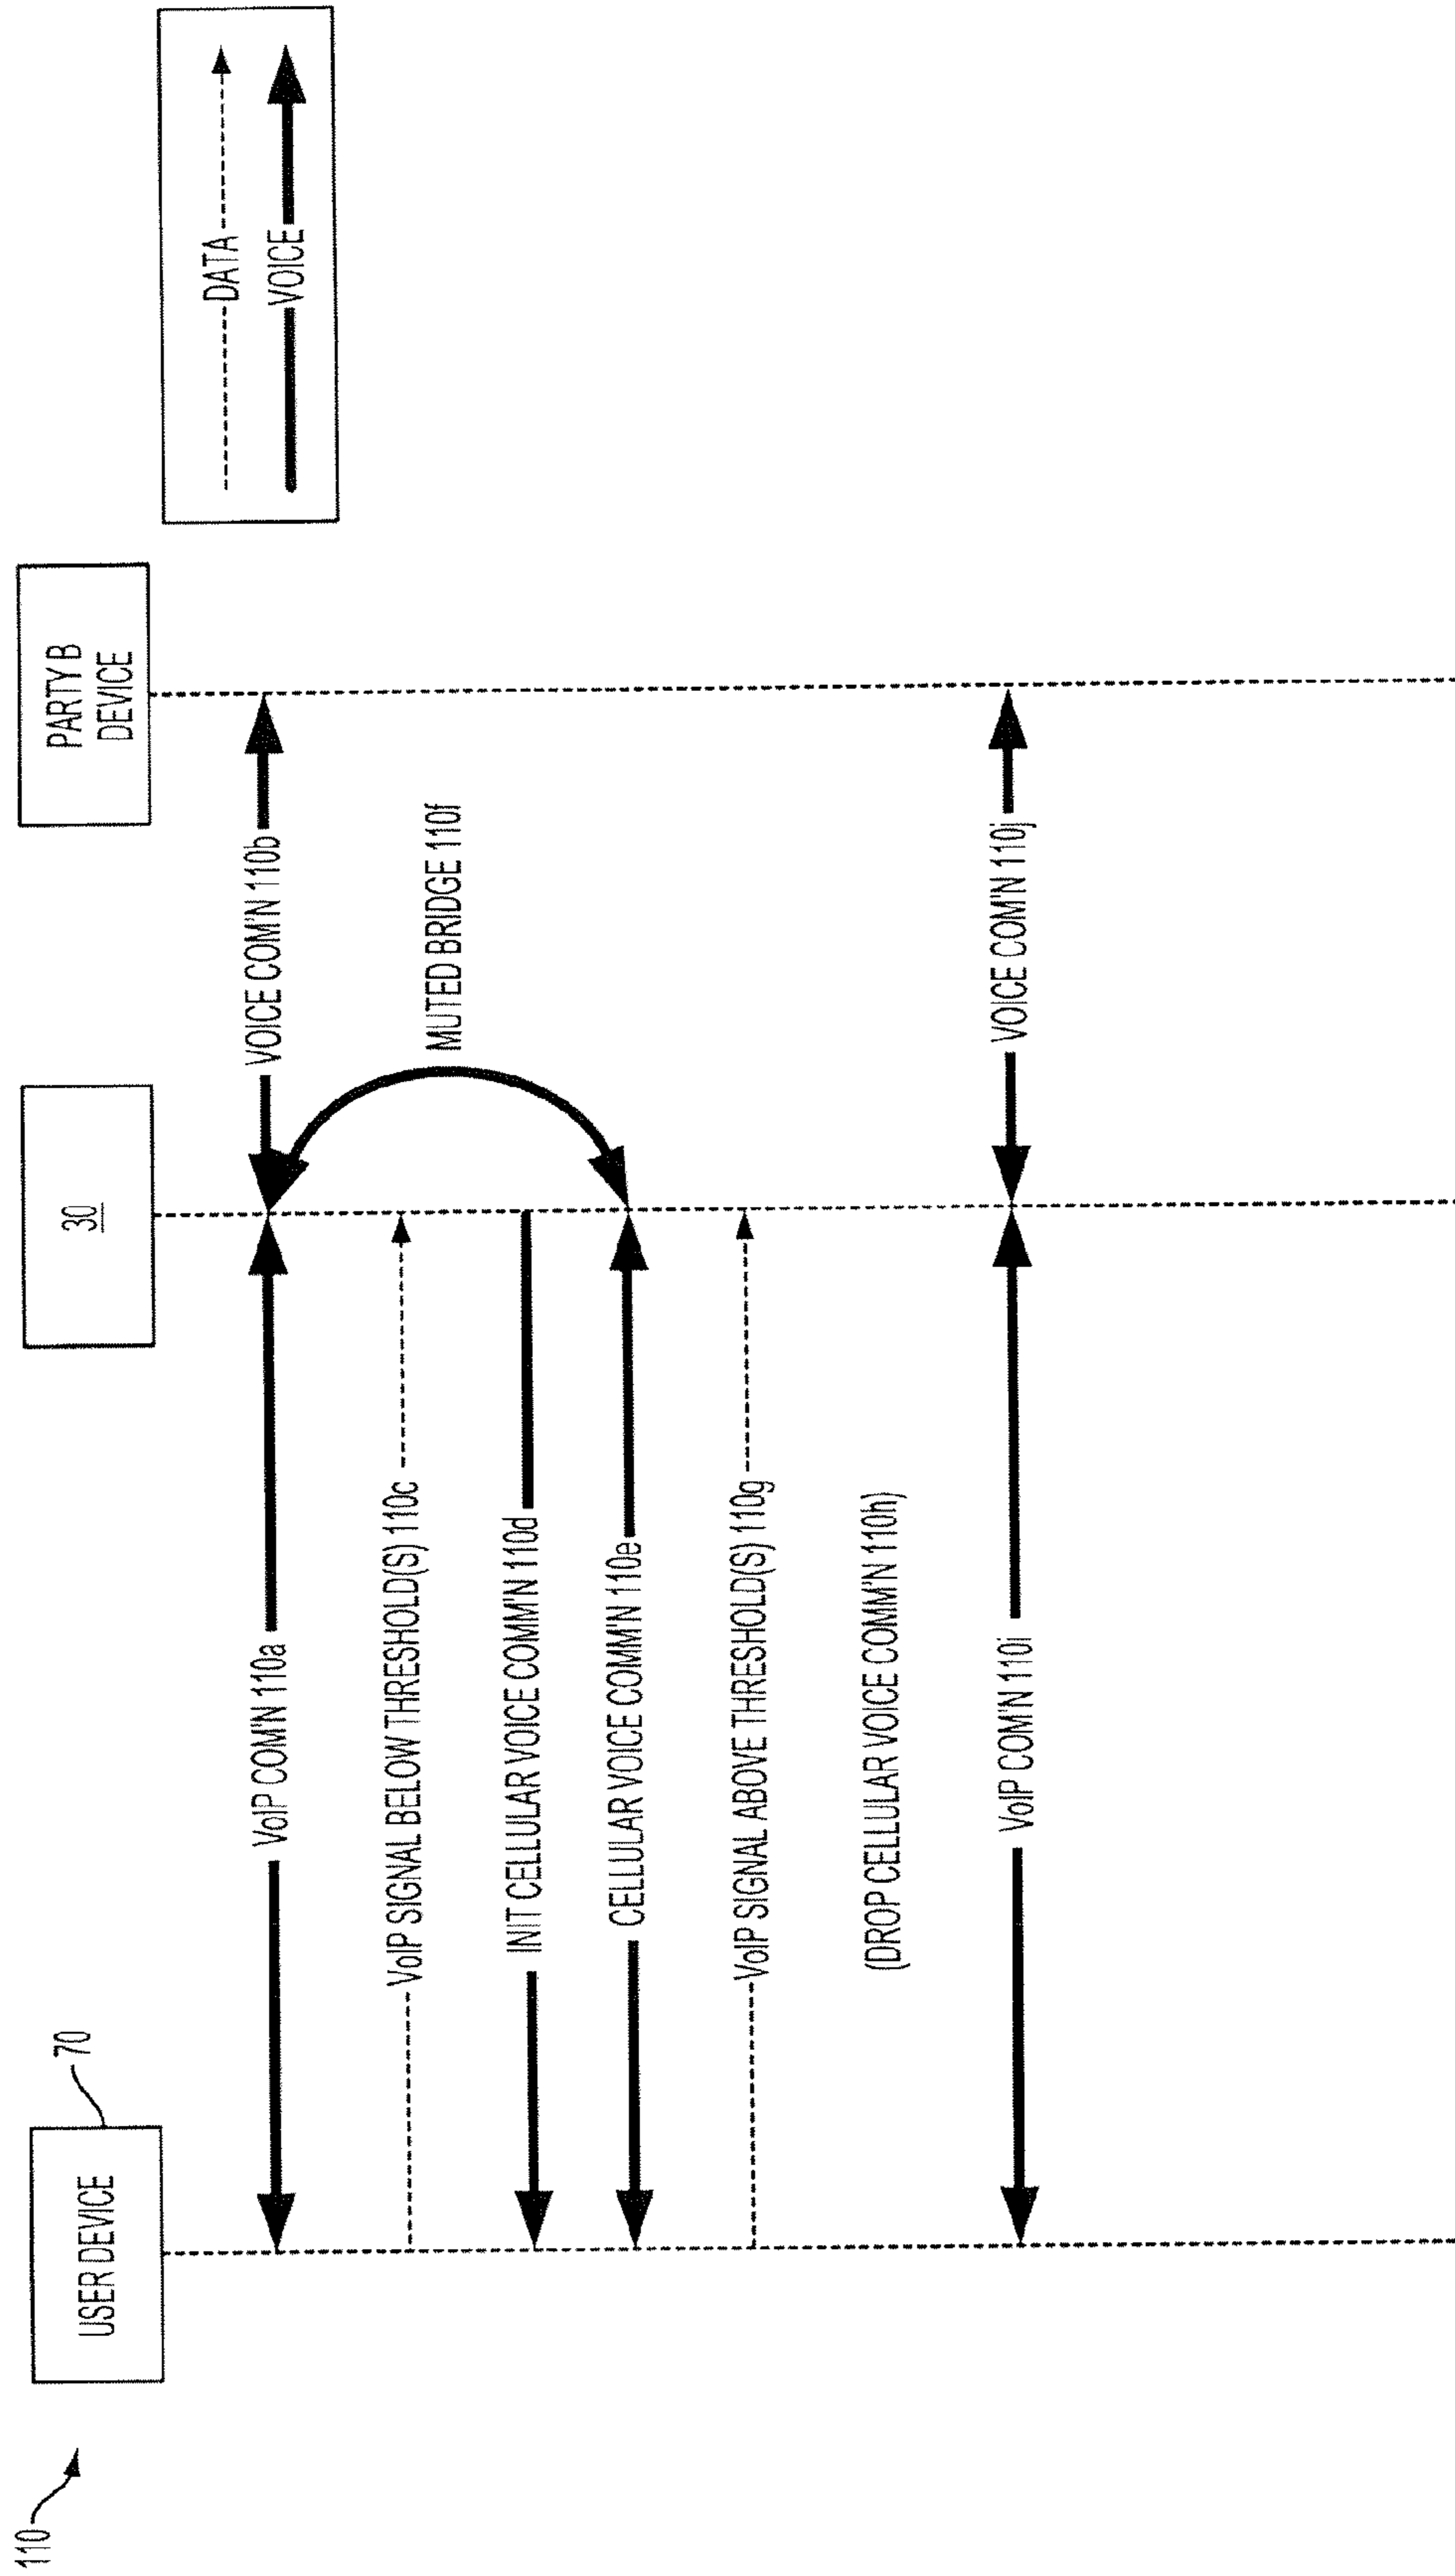 110
USER DEVICE
70
30
PARTY B
DEVICE
DATA
VOICE
VoIP COM'N 110a
VOICE COM'N 110b
VoIP SIGNAL BELOW THRESHOLD(S) 110c
MUTED BRIDGE 110f
INIT CELLULAR VOICE COMM'N 110d
CELLULAR VOICE COMM'N 110e
VoIP SIGNAL ABOVE THRESHOLD(S) 110g
(DROP CELLULAR VOICE COMM'N 110h)
VoIP COM'N 110i
VOICE COM'N 110j